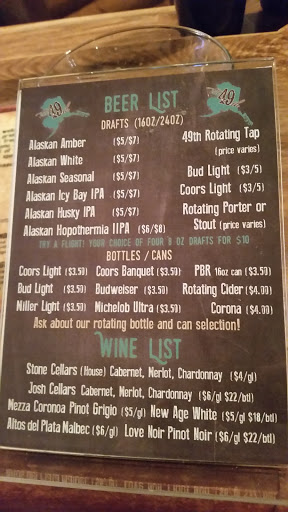 49
BEER LIST
49
DRAFTS (16OZ/24OZ)
Alaskan Amber ($5/$7)
Alaskan White ($5/$7)
Alaskan Seasonal ($5/$7)
Alaskan Icy Bay IPA ($5/$7)
Alaskan Husky IPA ($5/$7)
Alaskan Hopothermia IIPA ($6/$8)
49th Rotating Tap
(price varies)
Bud Light ($3/5)
Coors Light ($3/5)
Rotating Porter or
Stout (price varies)
TRY A FLIGHT! YOUR CHOICE OF FOUR 8 OZ DRAFTS FOR $10
BOTTLES / CANS
Coors Light ($3.50) Coors Banquet ($3.50) PBR 16oz can ($3.50)
Bud Light ($3.50) Budweiser ($3.50) Rotating Cider ($4.00)
Miller Light ($3.50) Michelob Ultra ($3.50) Corona ($4.00)
Ask about our rotating bottle and can selection!
WINE LIST
Stone Cellars (House) Cabernet, Merlot, Chardonnay ($4/gl)
Josh Cellars Cabernet, Merlot, Chardonnay ($6/gl $22/btl)
Mezza Coronoa Pinot Grigio ($5/gl) New Age White ($5/gl $18/btl)
Altos del Plata Malbec ($6/gl) Love Noir Pinot Noir ($6/gl $22/btl)